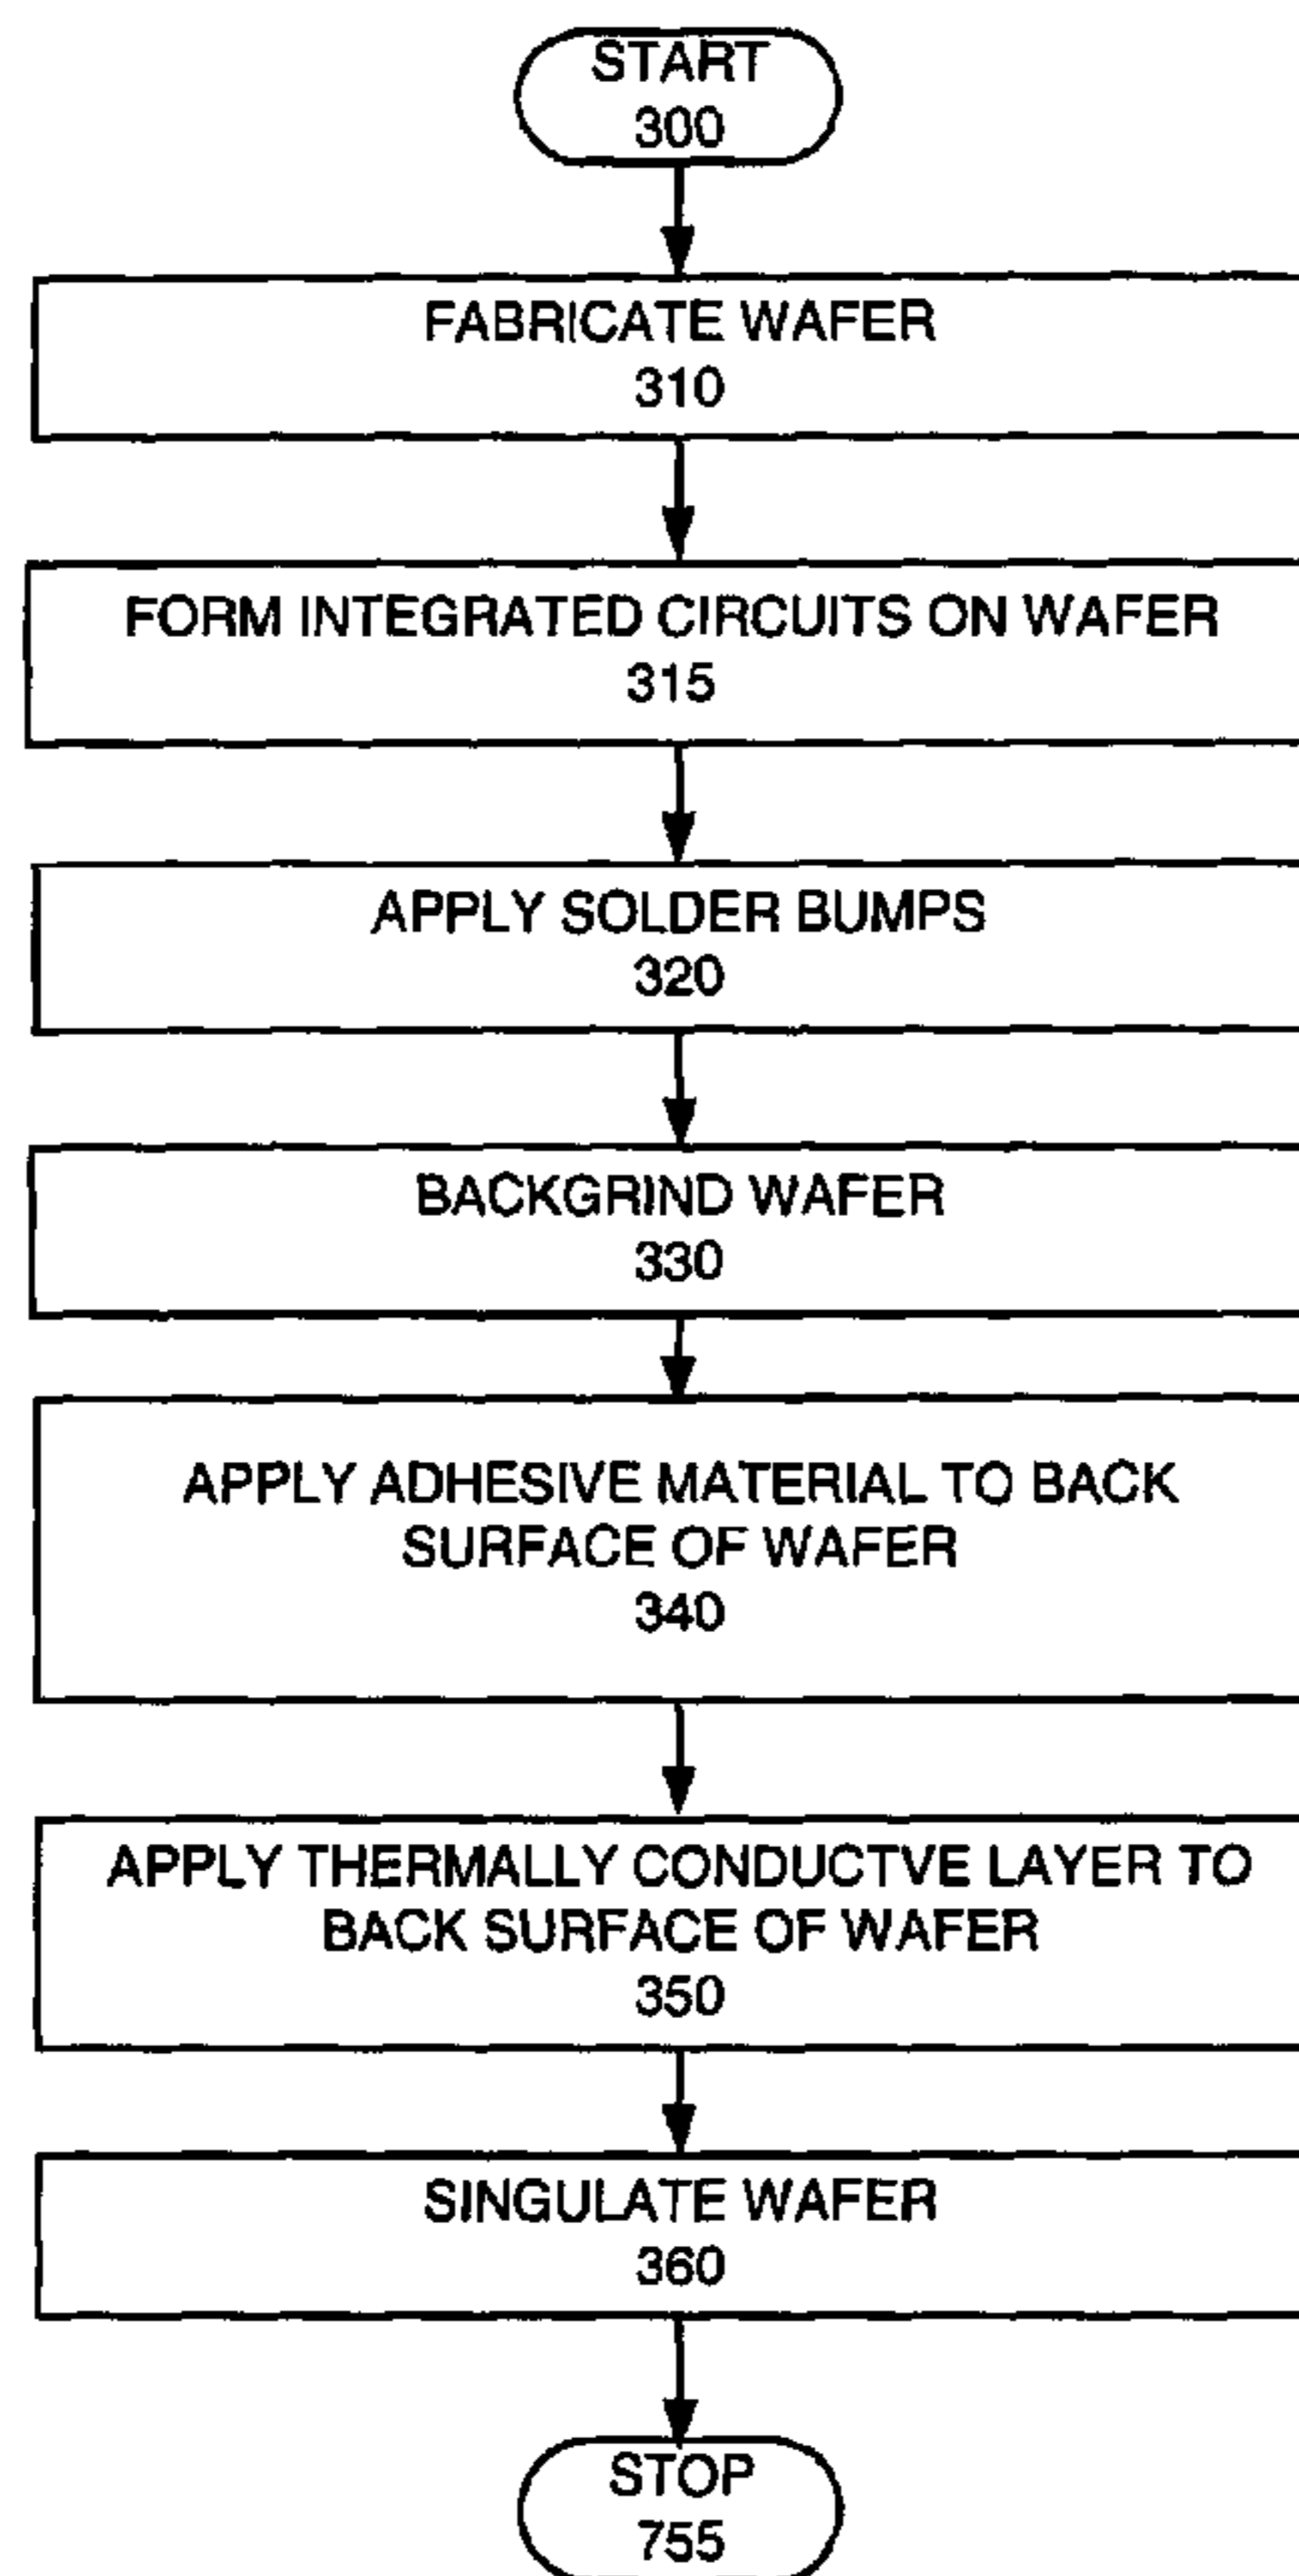 START
300
FABRICATE WAFER
310
FORM INTEGRATED CIRCUITS ON WAFER
315
APPLY SOLDER BUMPS
320
BACKGRIND WAFER
330
APPLY ADHESIVE MATERIAL TO BACK
SURFACE OF WAFER
340
APPLY THERMALLY CONDUCTVE LAYER TO
BACK SURFACE OF WAFER
350
SINGULATE WAFER
360
STOP
755